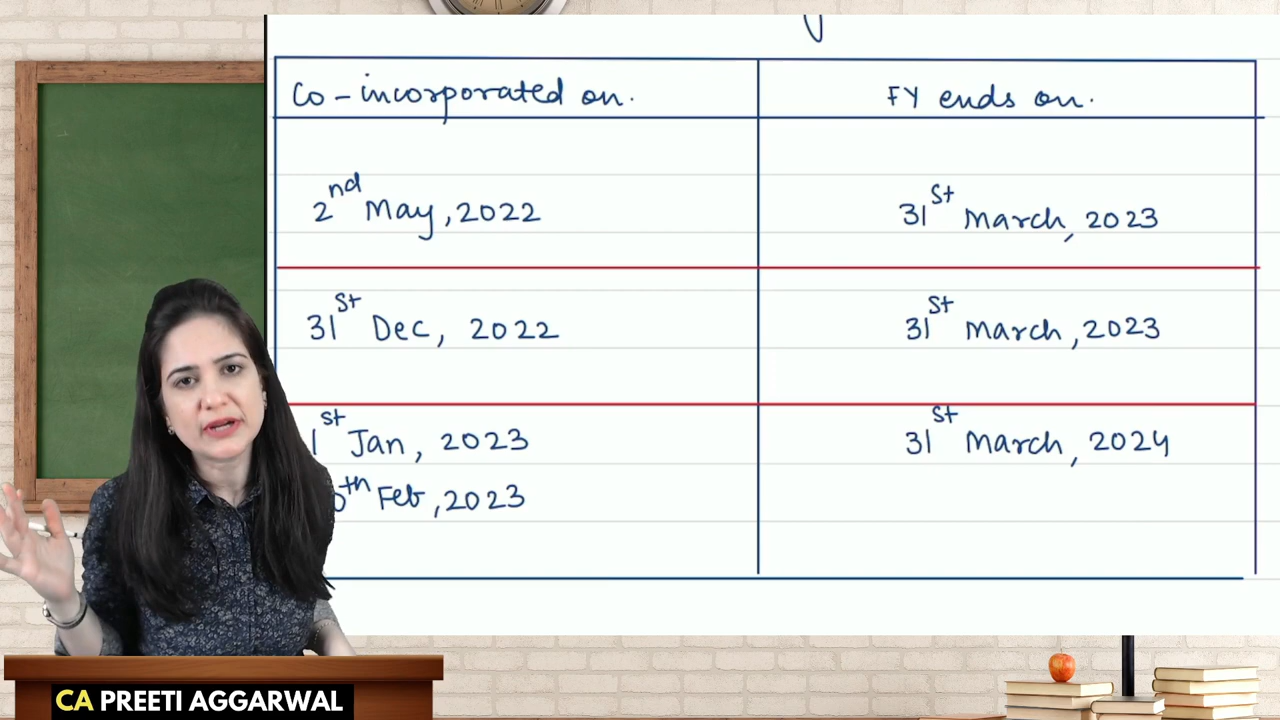 Co-incorporated on. FY ends on.
2nd May, 2022 31st March, 2023
31st Dec, 2022 31st March, 2023
1st Jan, 2023 31st March, 2024
Feb, 2023
CA PREETI AGGARWAL